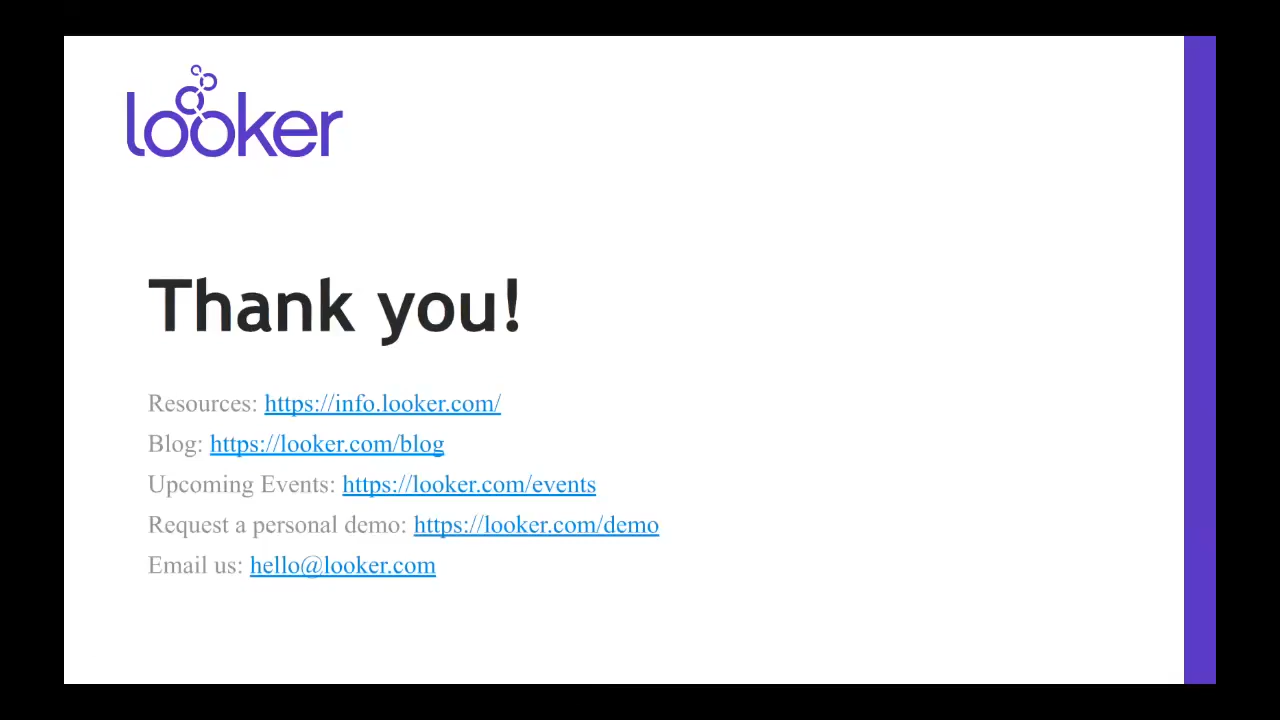 looker
Thank you!
Resources: https://info.looker.com/
Blog: https://looker.com/blog
Upcoming Events: https://looker.com/events
Request a personal demo: https://looker.com/demo
Email us: hello@looker.com